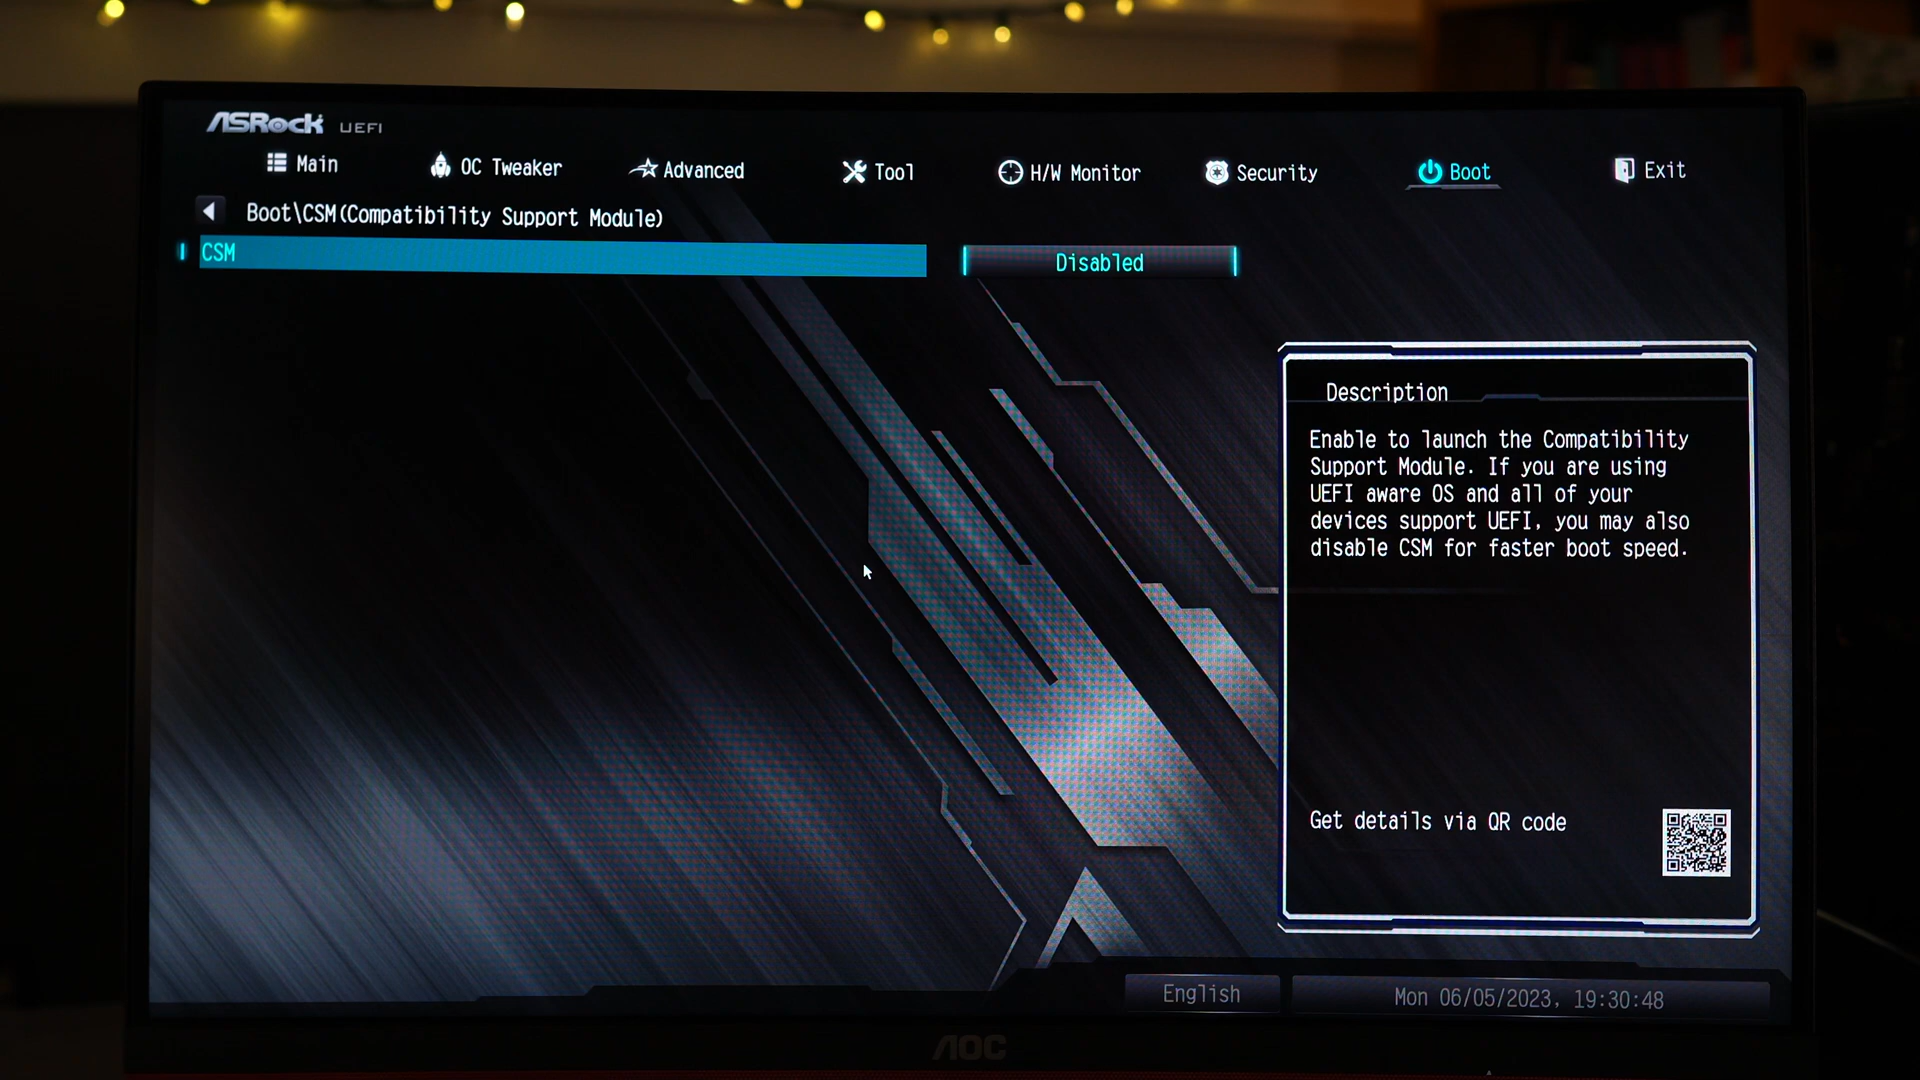 ASRock UEFI
Main OC Tweaker Advanced Tool H/W Monitor Security Boot Exit
Boot\CSM(Compatibility Support Module)
CSM Disabled
Description
Enable to launch the Compatibility
Support Module. If you are using
UEFI aware OS and all of your
devices support UEFI, you may also
disable CSM for faster boot speed.
Get details via QR code
English Mon 06/05/2023, 19:30:48
AOC